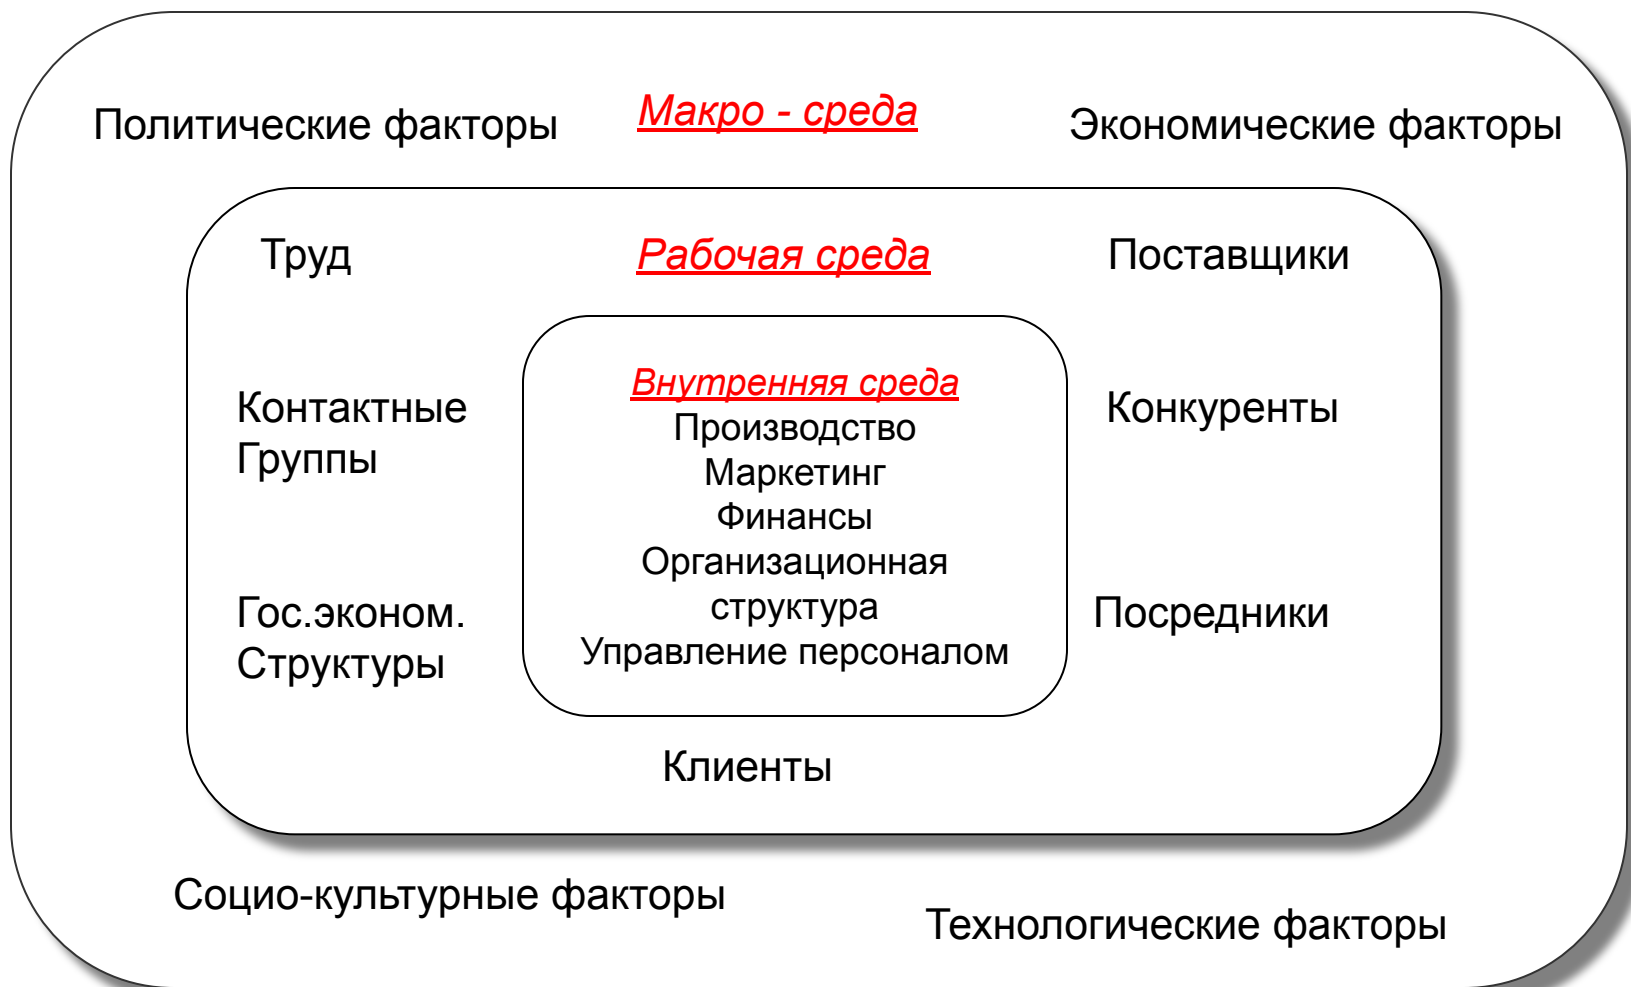 Политические факторы
Макро - среда
Экономические факторы
Труд
Рабочая среда
Поставщики
Контактные
Группы
Гос.эконом.
Структуры
Внутренняя среда
Производство
Маркетинг
Финансы
Организационная
структура
Управление персоналом
Конкуренты
Посредники
Клиенты
Социо-культурные факторы
Технологические факторы